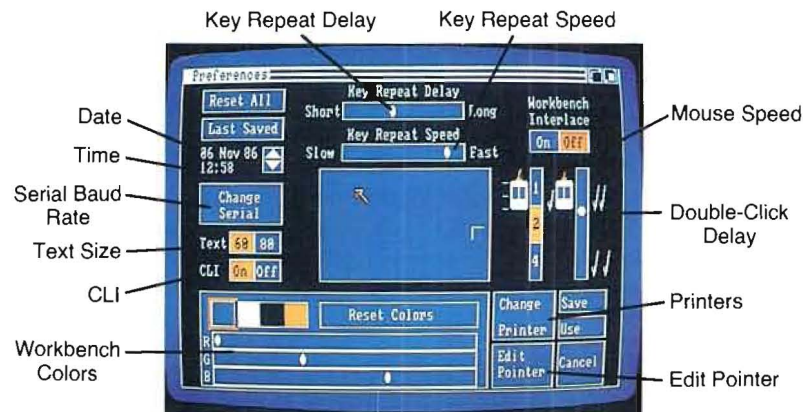 Key Repeat Delay
Key Repeat Speed
Date
Time
Serial Baud
Rate
Text Size
CLI
Workbench
Colors
Mouse Speed
Double-Click
Delay
Printers
Edit Pointer
Preferences
Reset All
Last Saved
06 Nov 86
12:58
Change
Serial
Text 60 80
CLI On Off
Key Repeat Delay
Short Long
Key Repeat Speed
Slow Fast
Workbench
Interlace
On Off
1
2
4
Reset Colors
R
G
B
Change
Printer
Save
Use
Edit
Pointer
Cancel